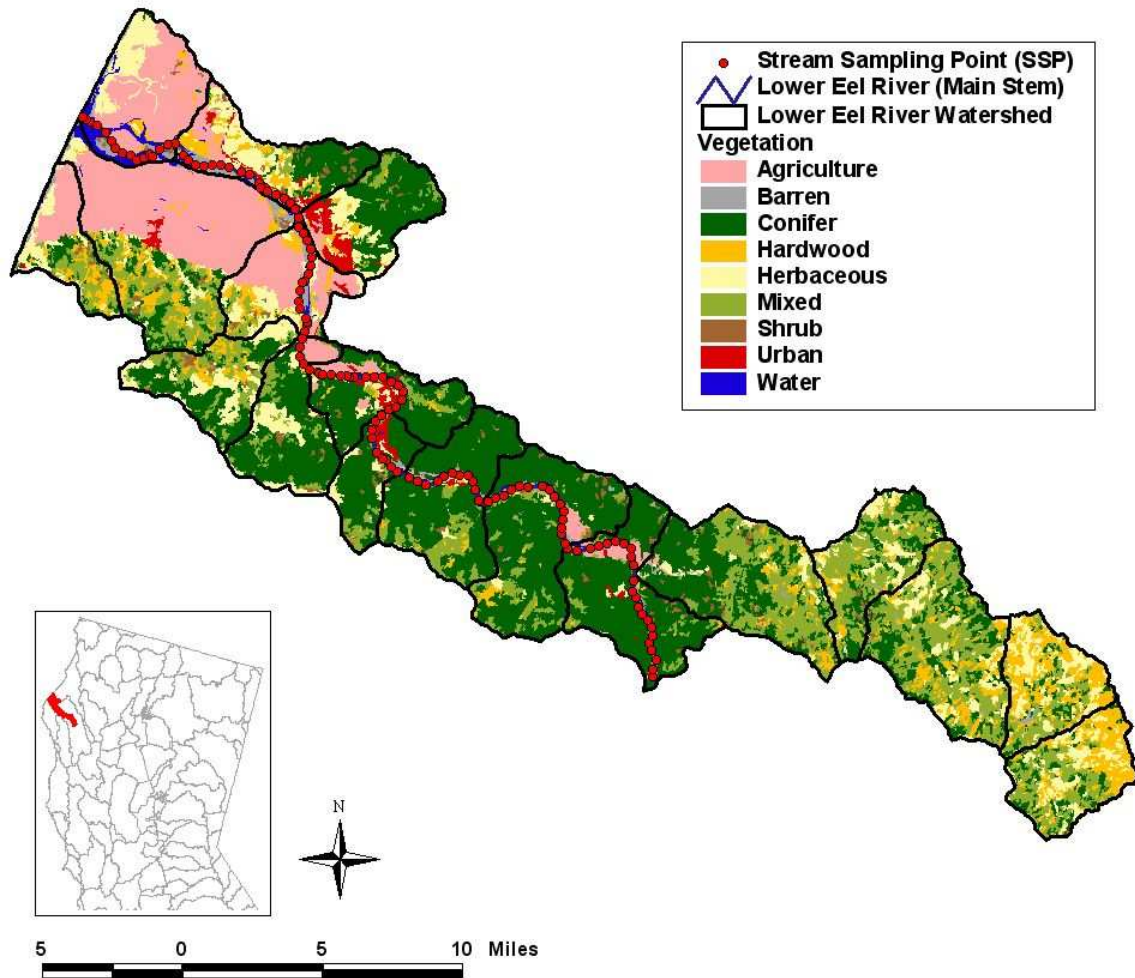 Stream Sampling Point (SSP)
Lower Eel River (Main Stem)
Lower Eel River Watershed
Vegetation
Agriculture
Barren
Conifer
Hardwood
Herbaceous
Mixed
Shrub
Urban
Water
N
5 0 5 10 Miles